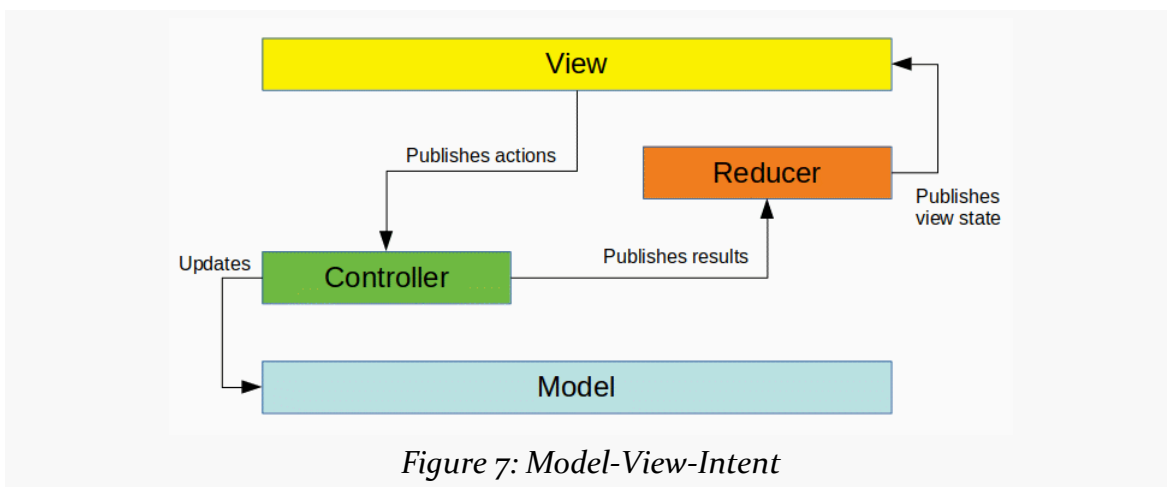 View
Publishes actions
Reducer
Publishes
view state
Updates
Controller
Publishes results
Model
Figure 7: Model-View-Intent